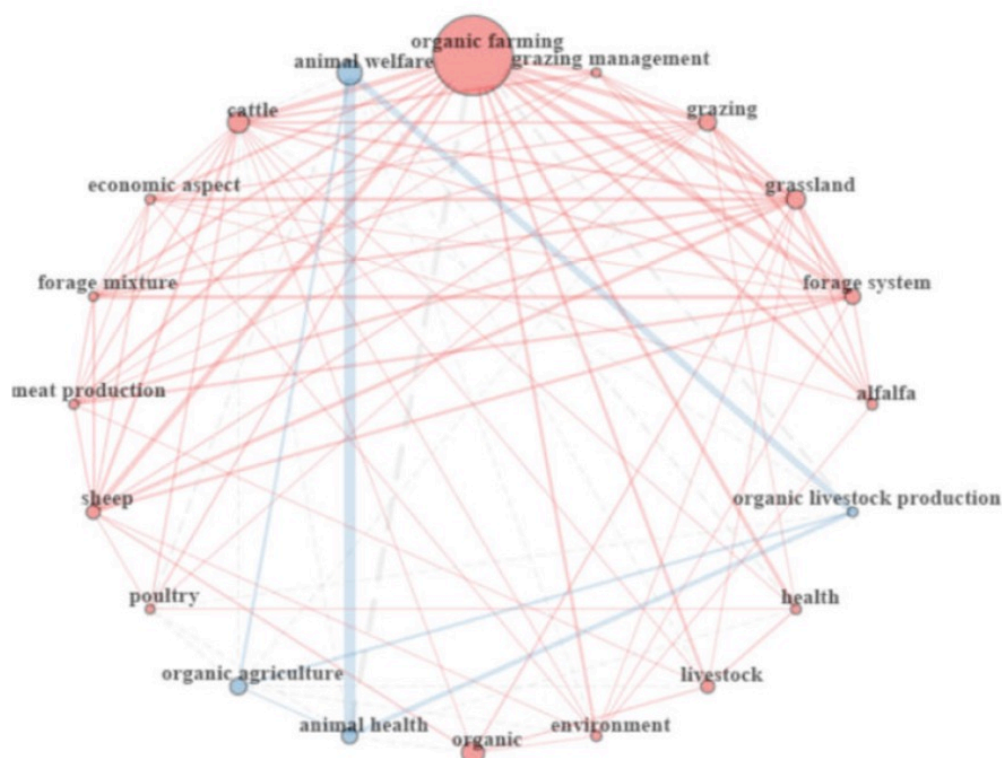 organic farming
animal welfare
grazing management
cattle
grazing
economic aspect
grassland
forage mixture
forage system
meat production
alfalfa
sheep
organic livestock production
poultry
health
organic agriculture
livestock
animal health
environment
organic